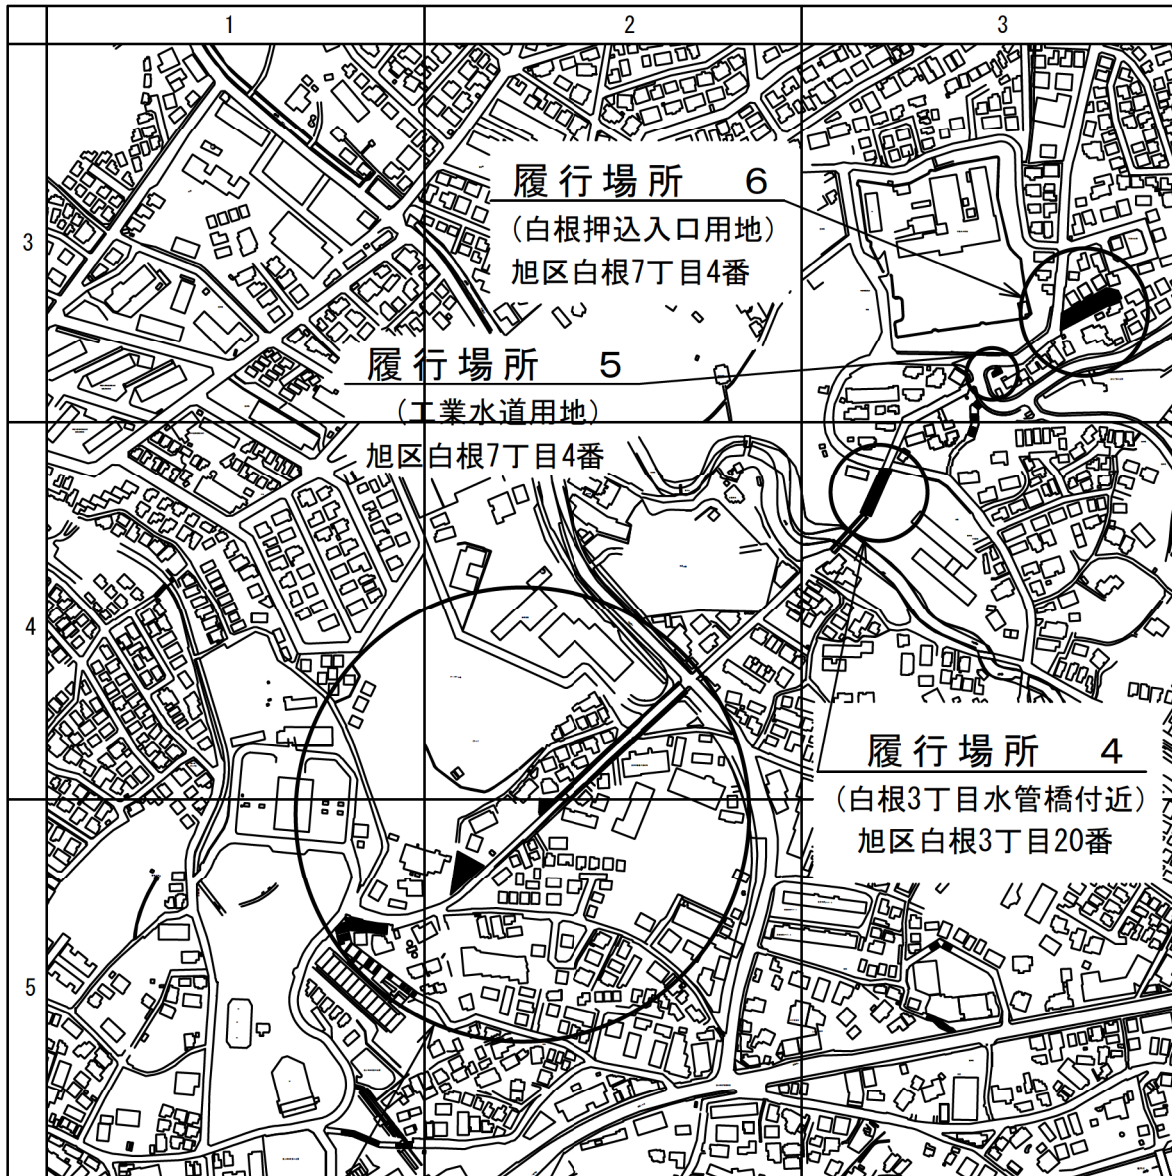 1
2
3
3
履行場所 6
(白根押込入口用地)
旭区白根7丁目4番
履行場所 5
(工業水道用地)
旭区白根7丁目4番
4
履行場所 4
(白根3丁目水管橋付近)
旭区白根3丁目20番
5